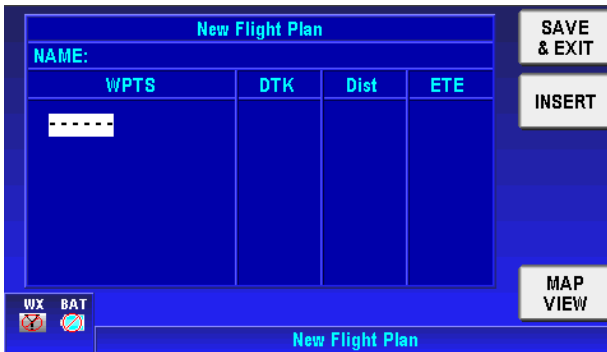 New Flight Plan
SAVE
& EXIT
NAME:
WPTS DTK Dist ETE
INSERT
------
MAP
VIEW
WX BAT
New Flight Plan